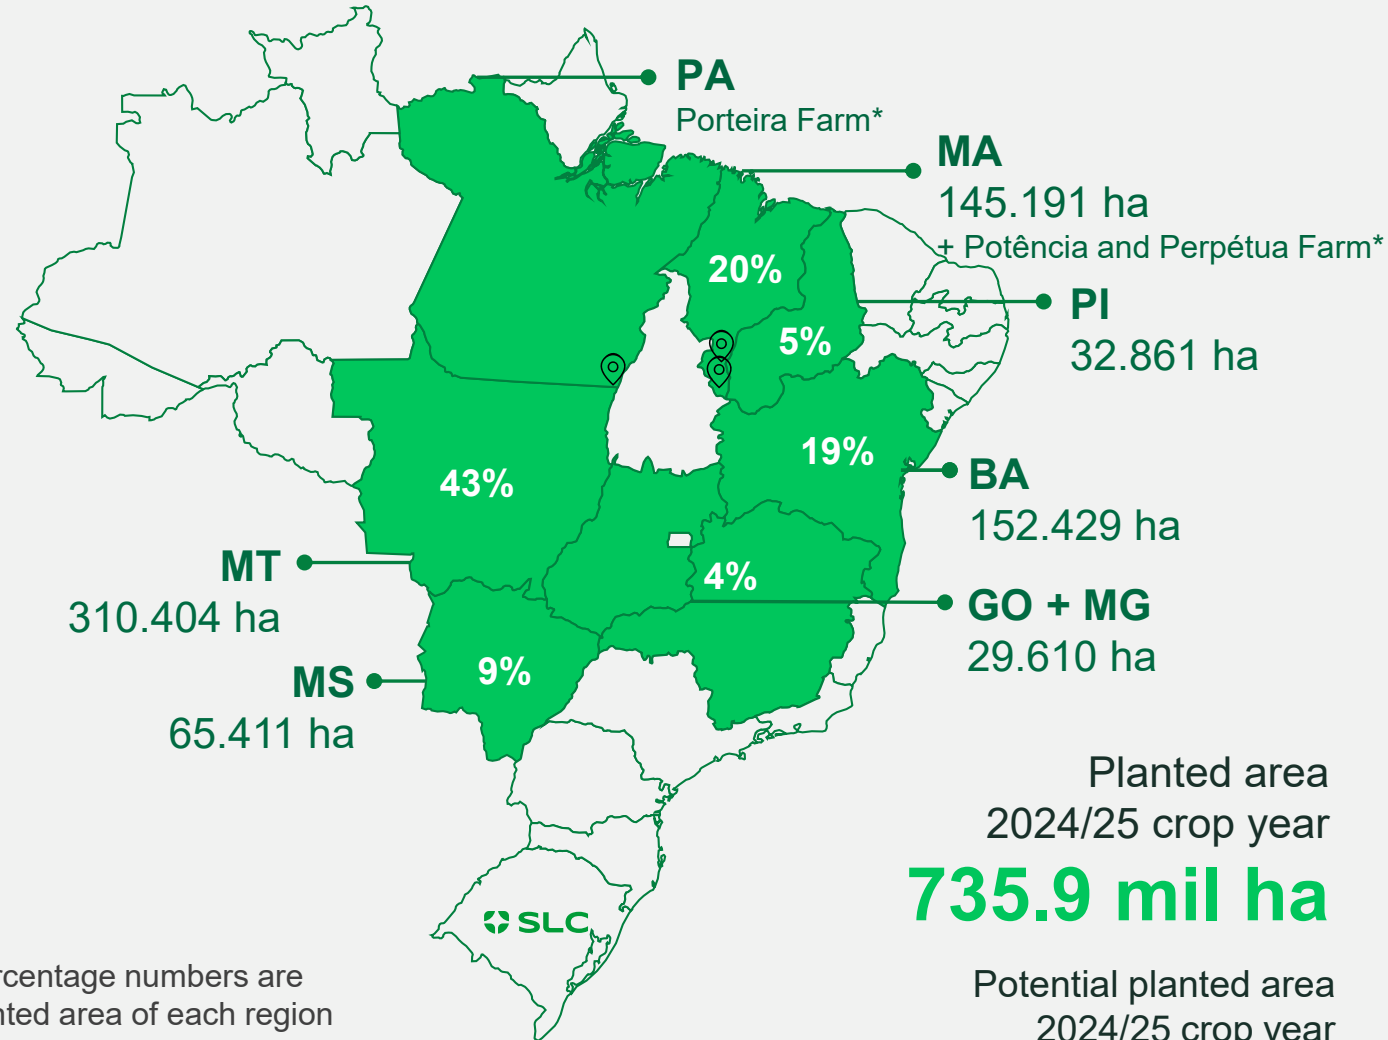 PA
Porteira Farm*
MA
145.191 ha
+ Potência and Perpétua Farm*
20%
PI
32.861 ha
5%
19%
43%
BA
152.429 ha
MT
310.404 ha
4%
GO + MG
29.610 ha
9%
MS
65.411 ha
Planted area
2024/25 crop year
735.9 mil ha
SLC
rcentage numbers are
nted area of each region
Potential planted area
2024/25 crop year